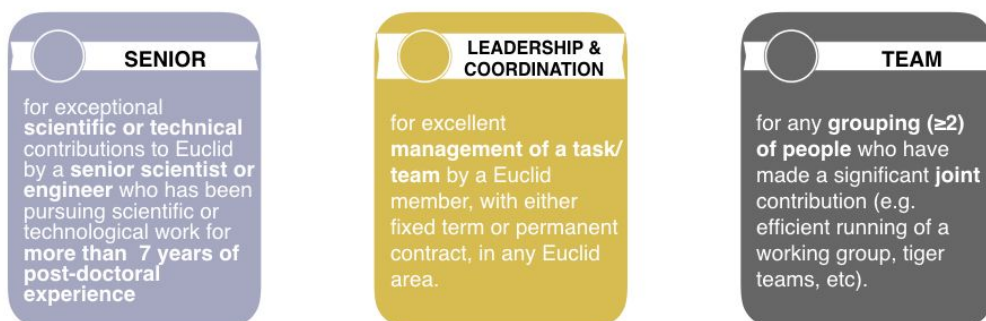 SENIOR
for exceptional
scientific or technical
contributions to Euclid
by a senior scientist or
engineer who has been
pursuing scientific or
technological work for
more than 7 years of
post-doctoral
experience
LEADERSHIP &
COORDINATION
for excellent
management of a task/
team by a Euclid
member, with either
fixed term or permanent
contract, in any Euclid
area.
TEAM
for any grouping (≥2)
of people who have
made a significant joint
contribution (e.g.
efficient running of a
working group, tiger
teams, etc).